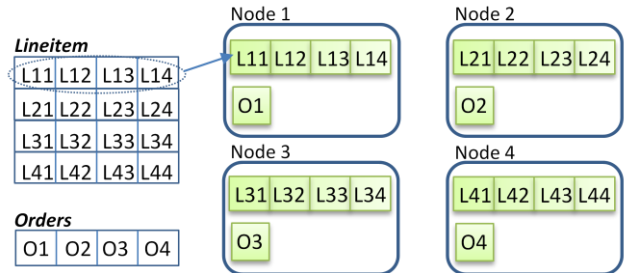 Lineitem
L11 L12 L13 L14
L21 L22 L23 L24
L31 L32 L33 L34
L41 L42 L43 L44
Orders
O1 O2 O3 O4
Node 1
L11 L12 L13 L14
O1
Node 2
L21 L22 L23 L24
O2
Node 3
L31 L32 L33 L34
O3
Node 4
L41 L42 L43 L44
O4